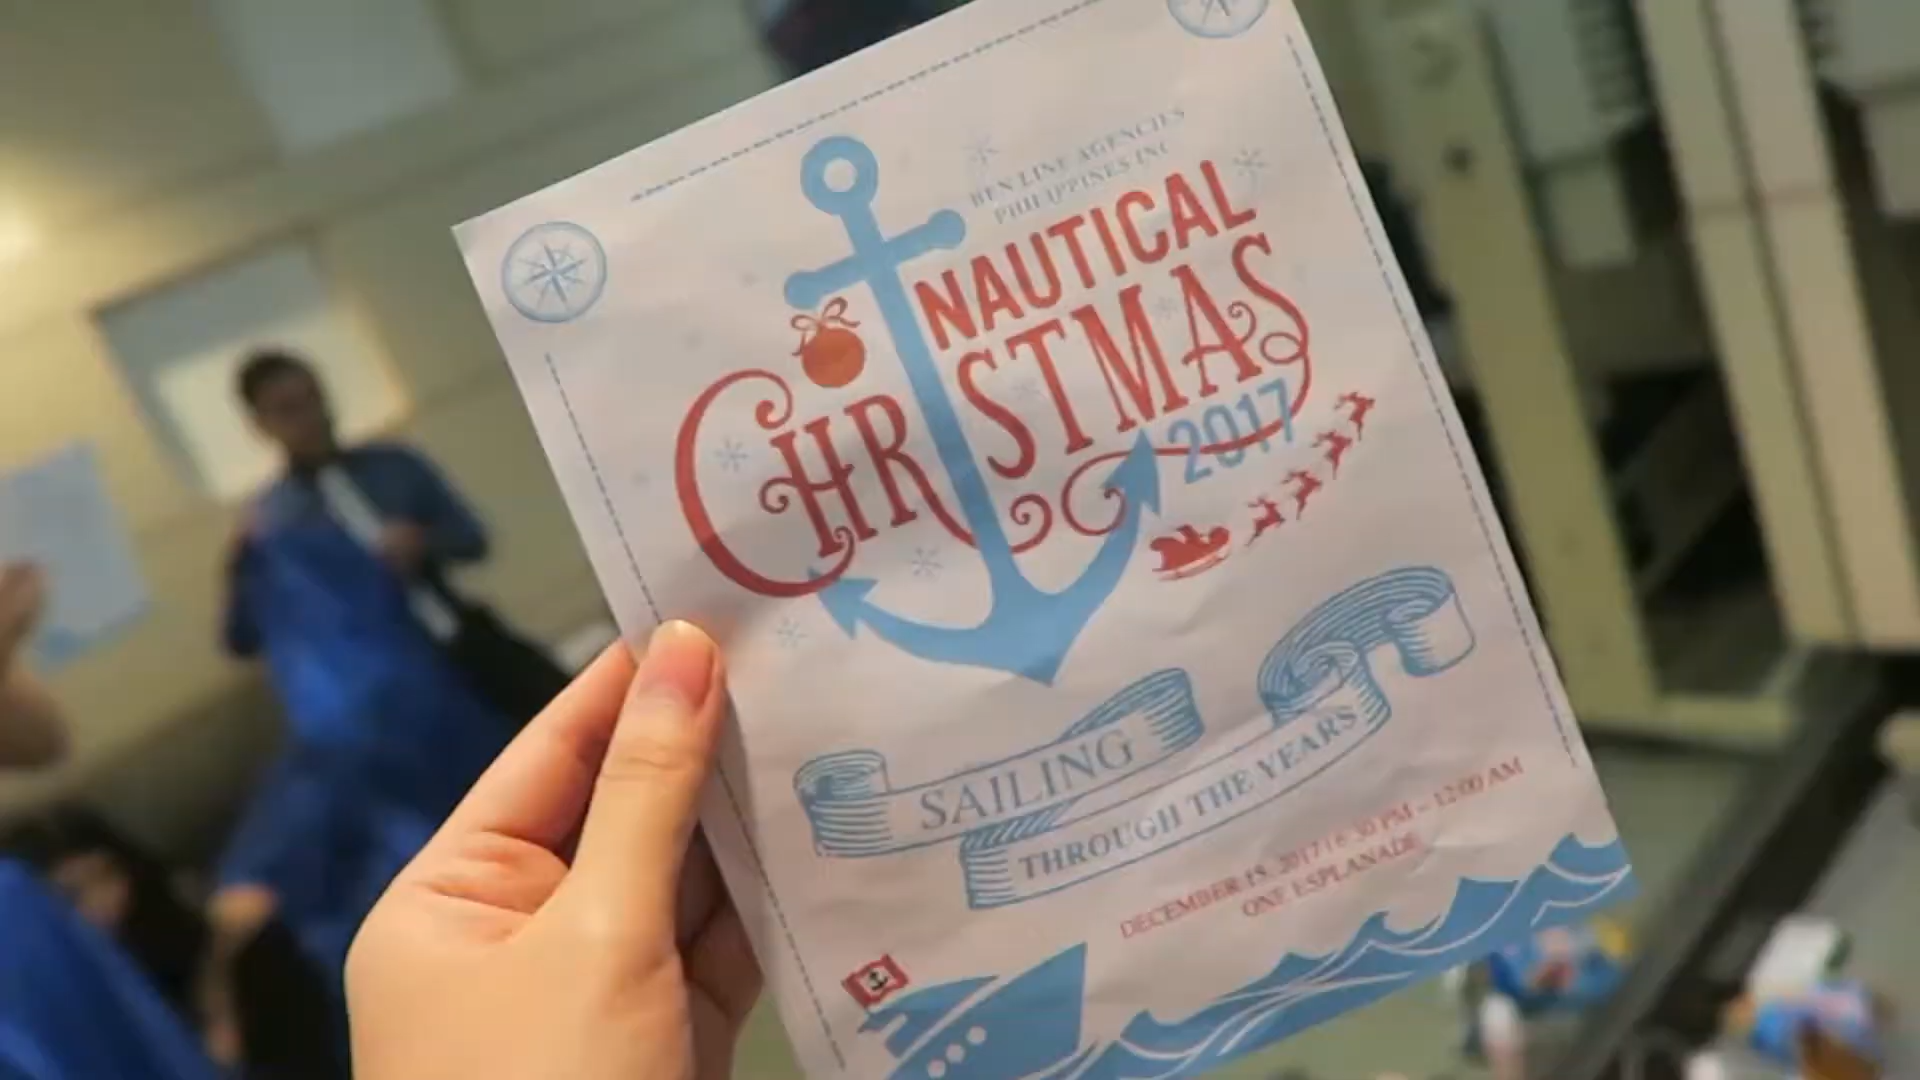 BEN LINE AGENCIES
PHILIPPINES INC
NAUTICAL
CHRISTMAS
2017
SAILING
THROUGH THE YEARS
DECEMBER 15, 2017 | 6:30 PM - 12:00 AM
ONE ESPLANADE